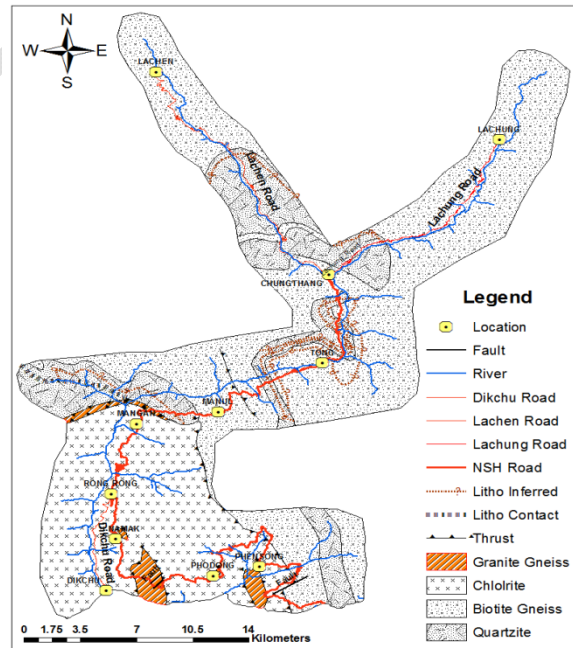 N
W E
S
LACHEN
LACHUNG
Lachen Road
Lachung Road
CHUNGTHANG
TONG
MANUL
MANGAN
RONG RONG
NAMAK
Dikchu Road
PHODONG
DIKCHU
Legend
Location
Fault
River
Dikchu Road
Lachen Road
Lachung Road
NSH Road
Litho Inferred
Litho Contact
Thrust
Granite Gneiss
Chlolrite
Biotite Gneiss
Quartzite
0 1.75 3.5 7 10.5 14
Kilometers